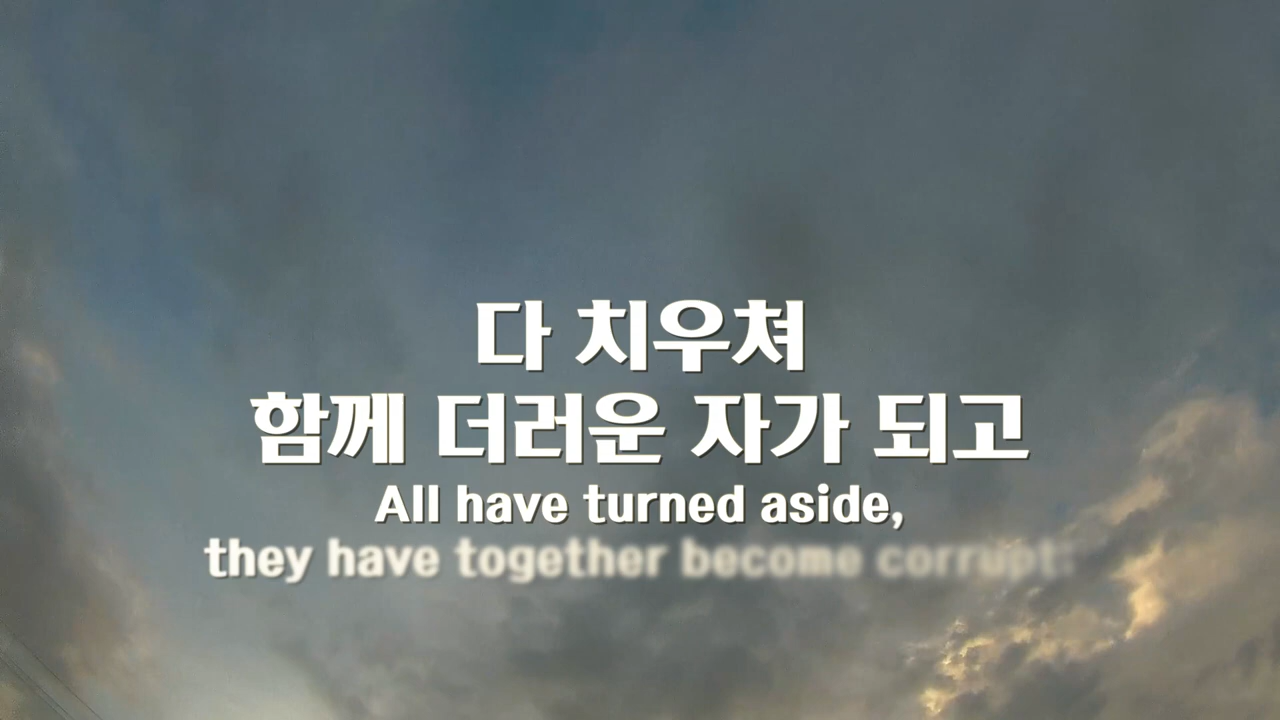 다 치우쳐
함께 더러운 자가 되고
All have turned aside,
they have together become corrupt;